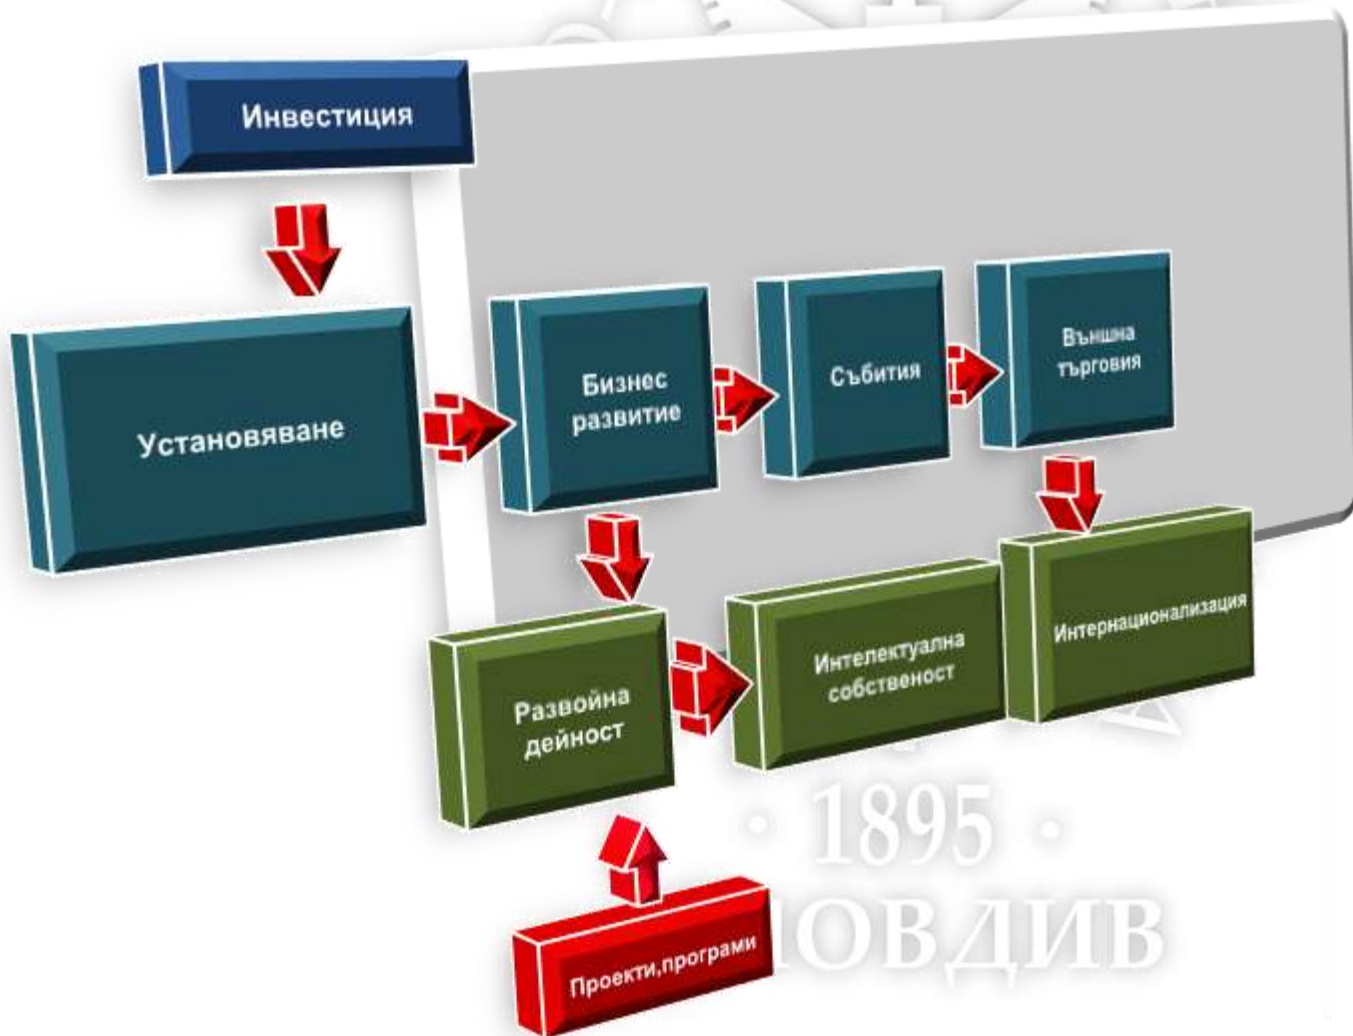 Инвестиция
Установяване
Бизнес
развитие
Събития
Външна
търговия
Развойна
дейност
Интелектуална
собственост
Интернационализация
· 1895 ·
ОВДИВ
Проекти,програми